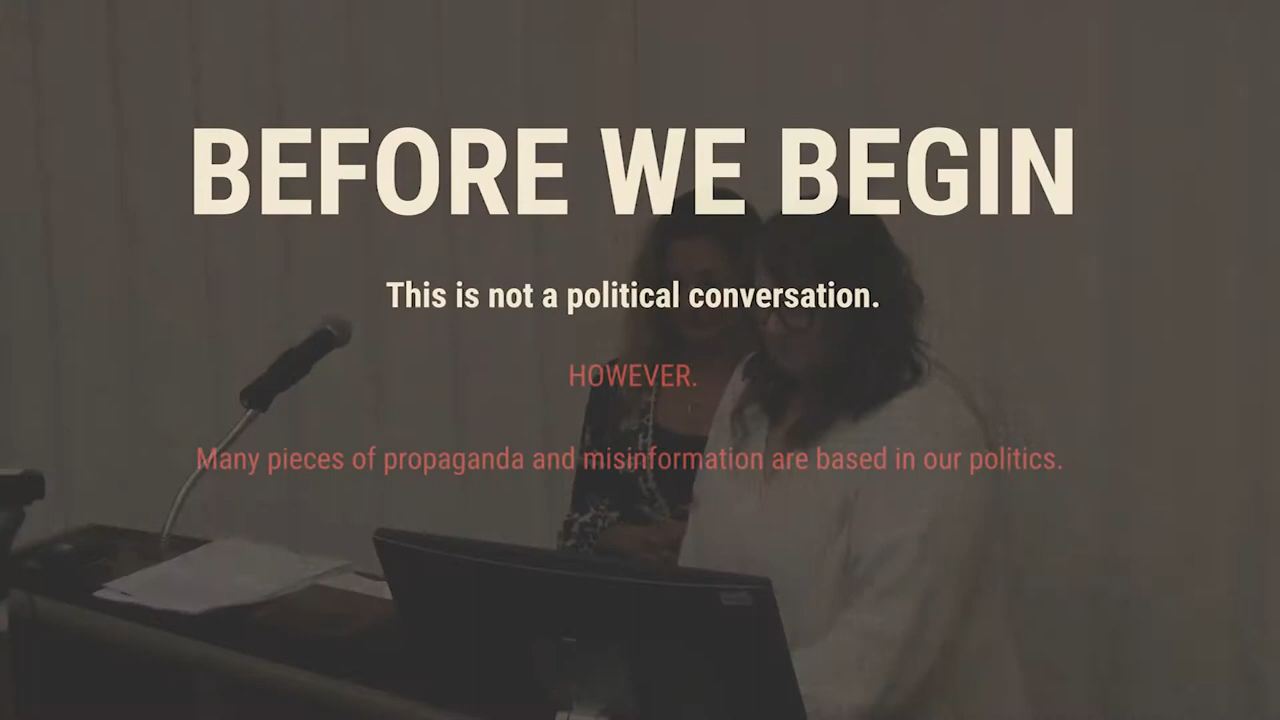 BEFORE WE BEGIN
This is not a political conversation.
HOWEVER.
Many pieces of propaganda and misinformation are based in our politics.